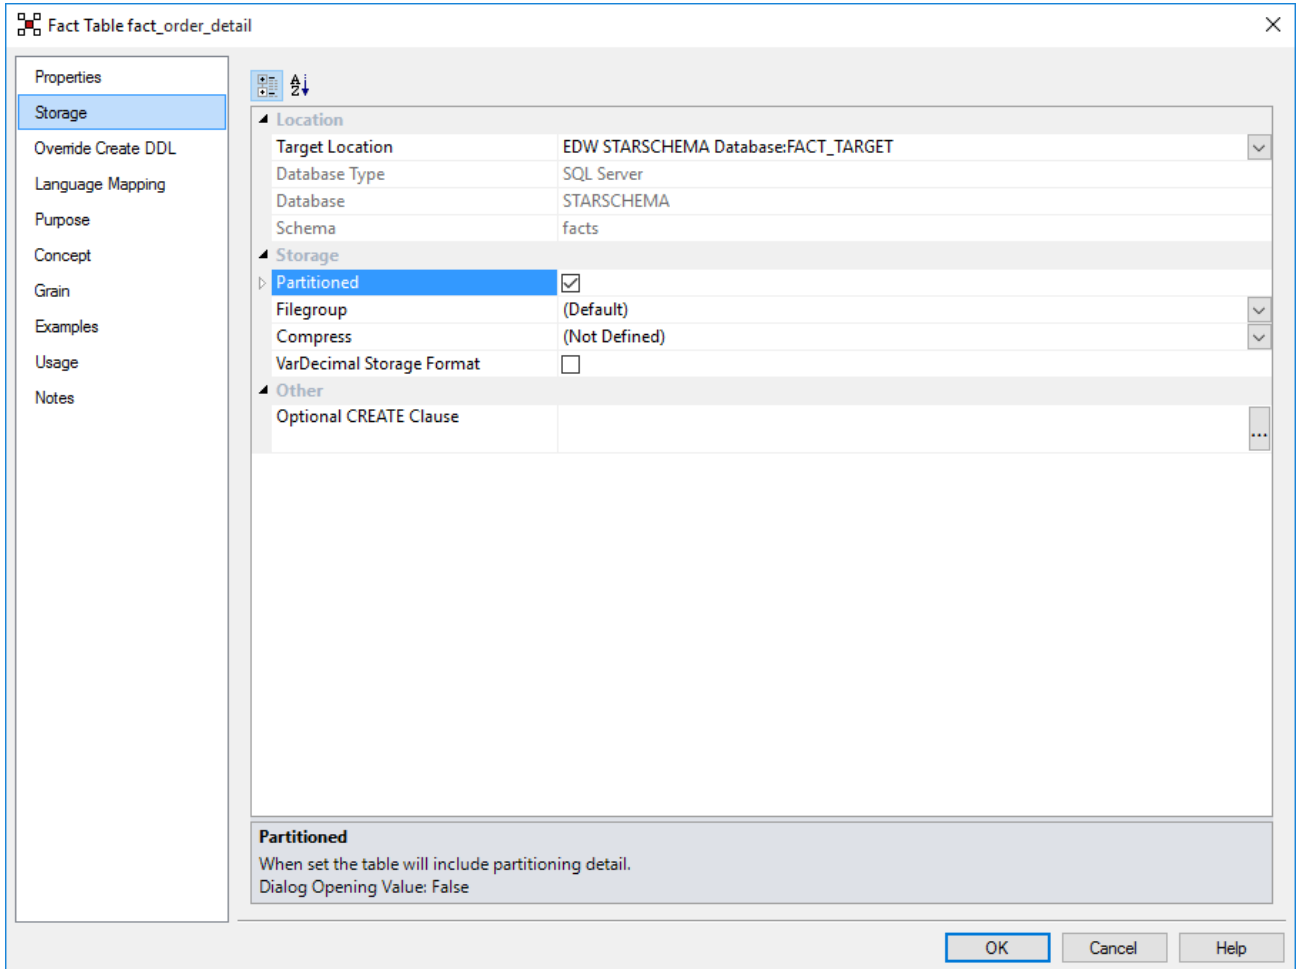 Fact Table fact_order_detail
Properties
Storage
Override Create DDL
Language Mapping
Purpose
Concept
Grain
Examples
Usage
Notes
Location
Target Location EDW STARSCHEMA Database:FACT_TARGET
Database Type SQL Server
Database STARSCHEMA
Schema facts
Storage
Partitioned
Filegroup (Default)
Compress (Not Defined)
VarDecimal Storage Format
Other
Optional CREATE Clause
...
Partitioned
When set the table will include partitioning detail.
Dialog Opening Value: False
OK Cancel Help